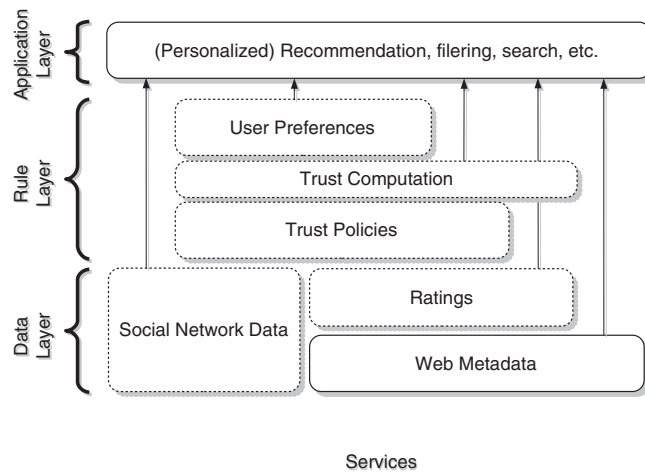 Application
Layer
(Personalized) Recommendation, filering, search, etc.
Rule
Layer
User Preferences
Trust Computation
Trust Policies
Data
Layer
Social Network Data
Ratings
Web Metadata
Services